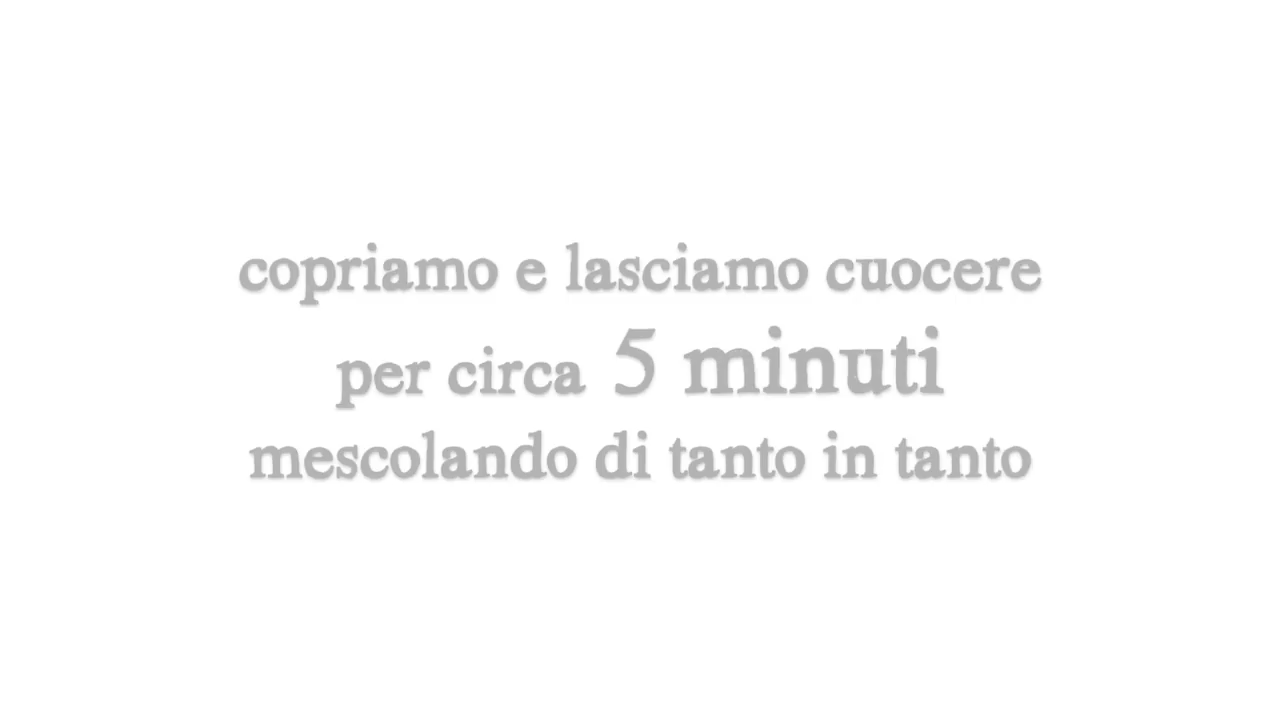 copriamo e lasciamo cuocere
per circa 5 minuti
mescolando di tanto in tanto